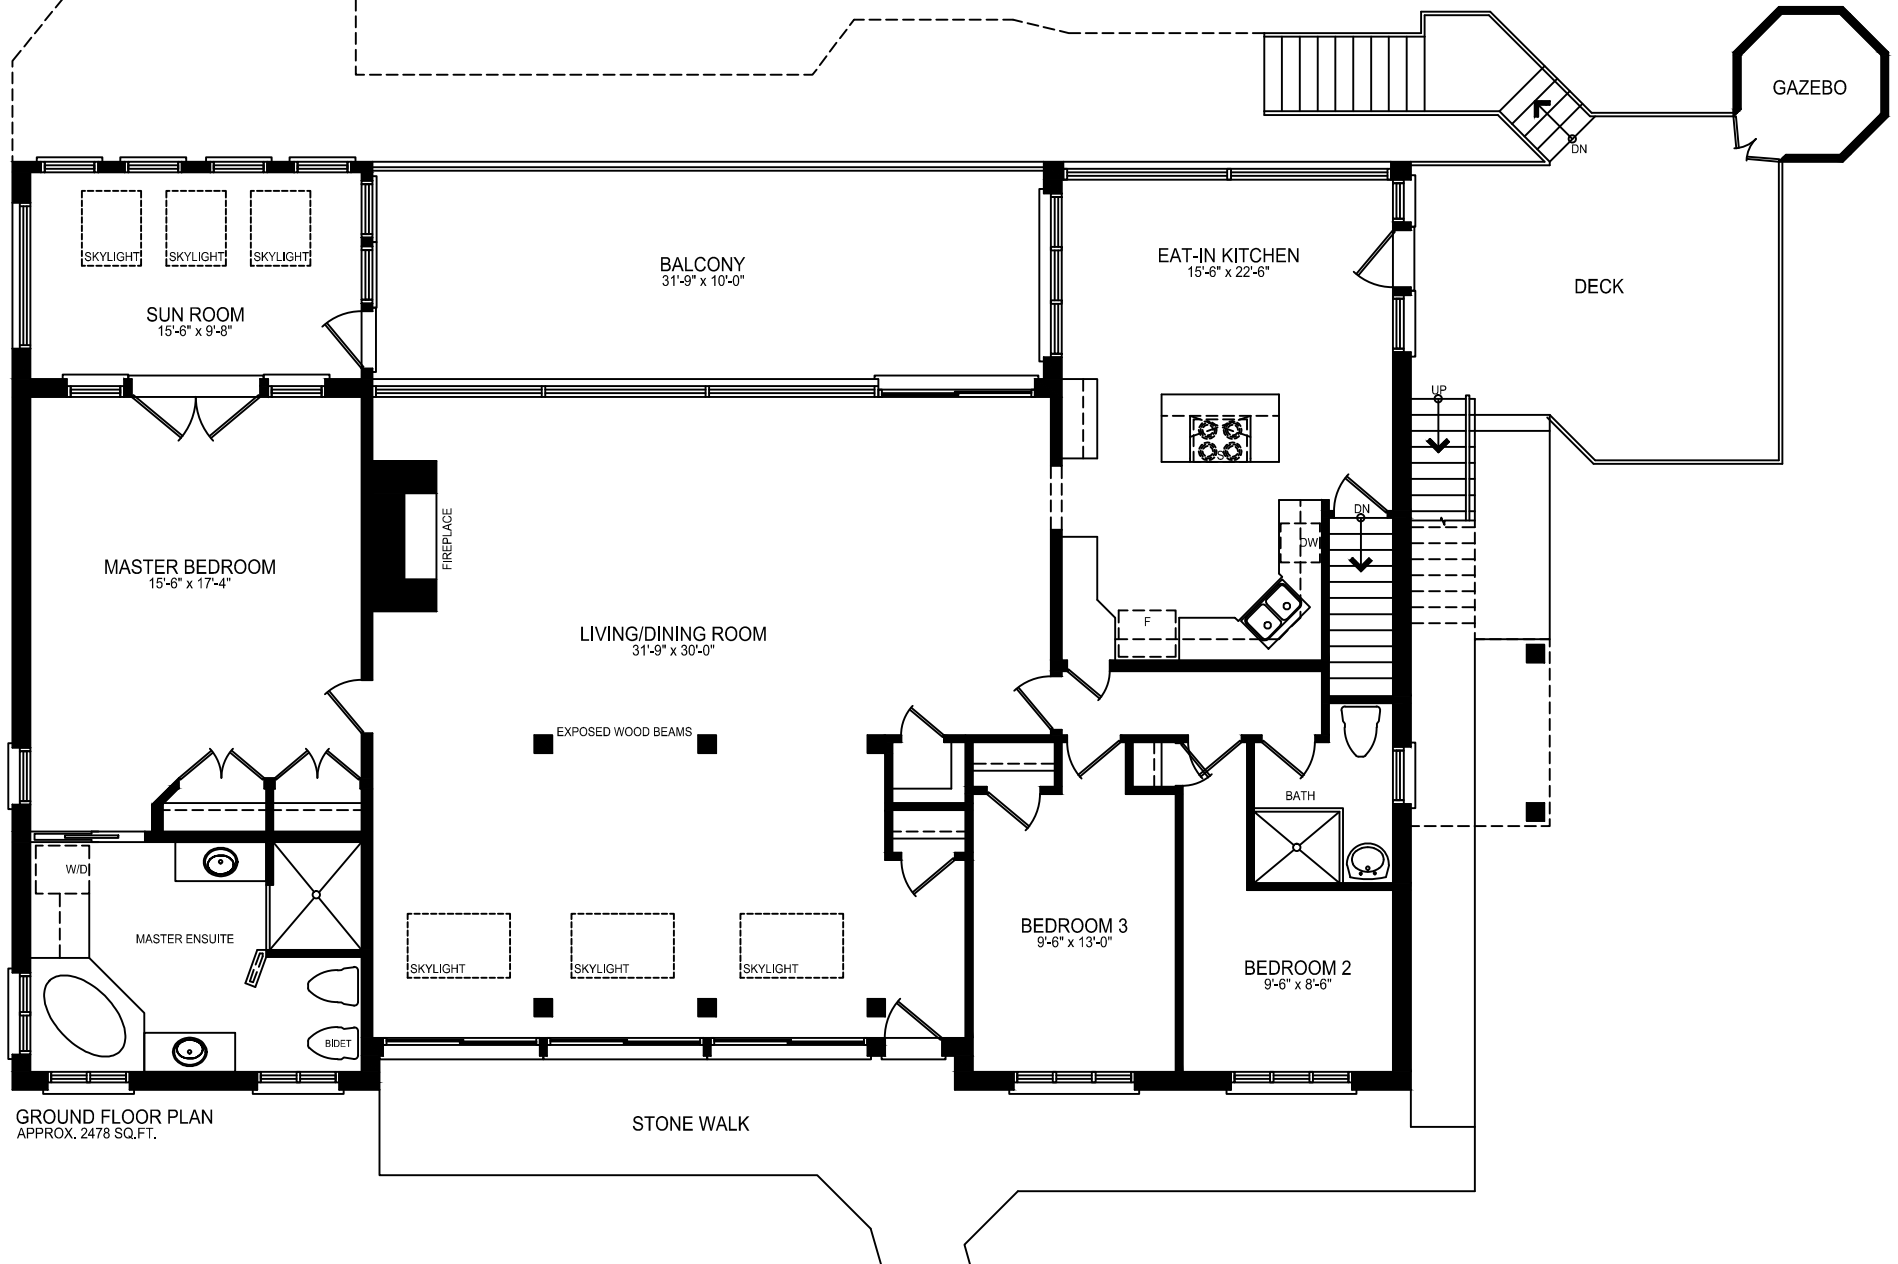 GAZEBO
DN
SKYLIGHT
SKYLIGHT
SKYLIGHT
SUN ROOM
15'-6" x 9'-8"
BALCONY
31'-9" x 10'-0"
EAT-IN KITCHEN
15'-6" x 22'-6"
DECK
UP
S
DN
DW
F
FIREPLACE
MASTER BEDROOM
15'-6" x 17'-4"
LIVING/DINING ROOM
31'-9" x 30'-0"
EXPOSED WOOD BEAMS
BATH
W/D
MASTER ENSUITE
BIDET
SKYLIGHT
SKYLIGHT
SKYLIGHT
BEDROOM 3
9'-6" x 13'-0"
BEDROOM 2
9'-6" x 8'-6"
GROUND FLOOR PLAN
APPROX. 2478 SQ.FT.
STONE WALK